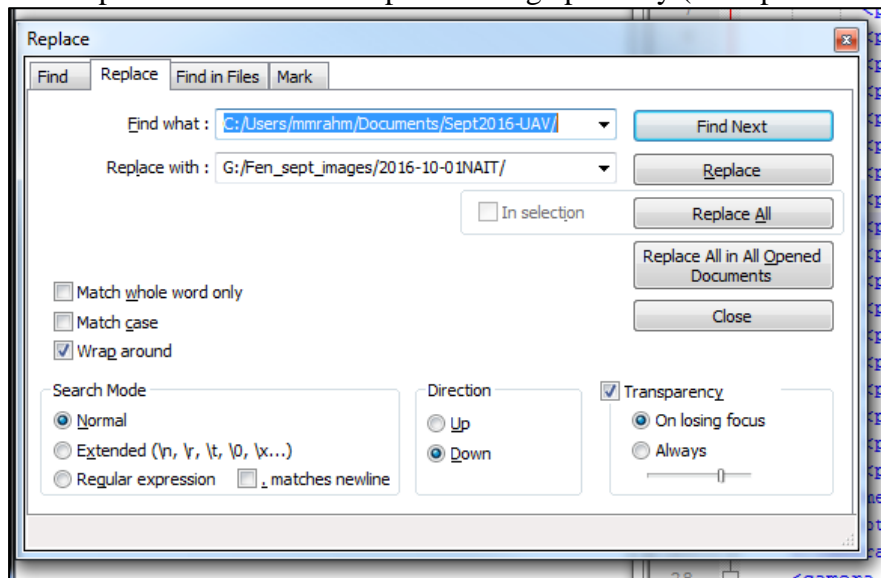 Replace
Find Replace Find in Files Mark
Find what : C:/Users/mmrahm/Documents/Sept2016-UAV/ Find Next
Replace with : G:/Fen_sept_images/2016-10-01NAIT/ Replace
In selection Replace All
Replace All in All Opened
Documents
Match whole word only
Match case Close
Wrap around
Search Mode Direction Transparency
Normal Up On losing focus
Extended (\n, \r, \t, \0, \x...) Down Always
Regular expression . matches newline
28